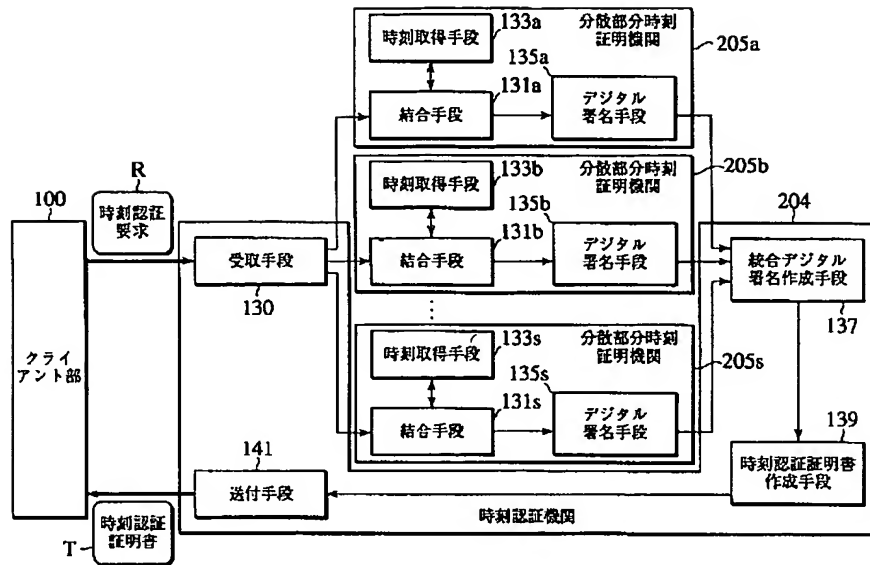 133a
時刻取得手段
分散部分時刻
証明機関
205a
135a
131a
結合手段
デジタル
署名手段
133b
時刻取得手段
分散部分時刻
証明機関
205b
135b
131b
結合手段
デジタル
署名手段
133s
時刻取得手段
分散部分時刻
証明機関
205s
135s
131s
結合手段
デジタル
署名手段
100
R
時刻認証
要求
204
受取手段
130
統合デジタル
署名作成手段
137
クライ
アント部
141
送付手段
139
時刻認証証明書
作成手段
時刻認証
証明書
T
時刻認証機関